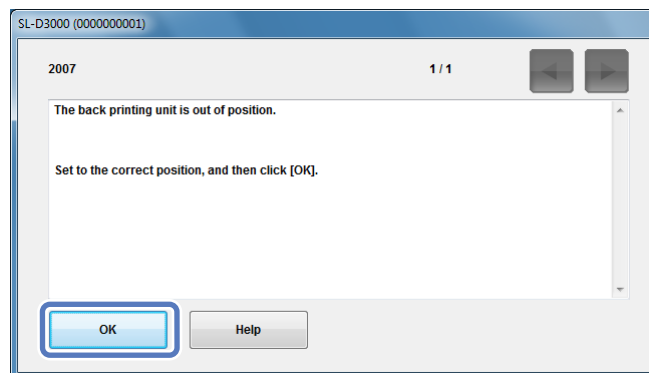 SL-D3000 (0000000001)
2007 1 / 1
The back printing unit is out of position.
Set to the correct position, and then click [OK].
OK Help